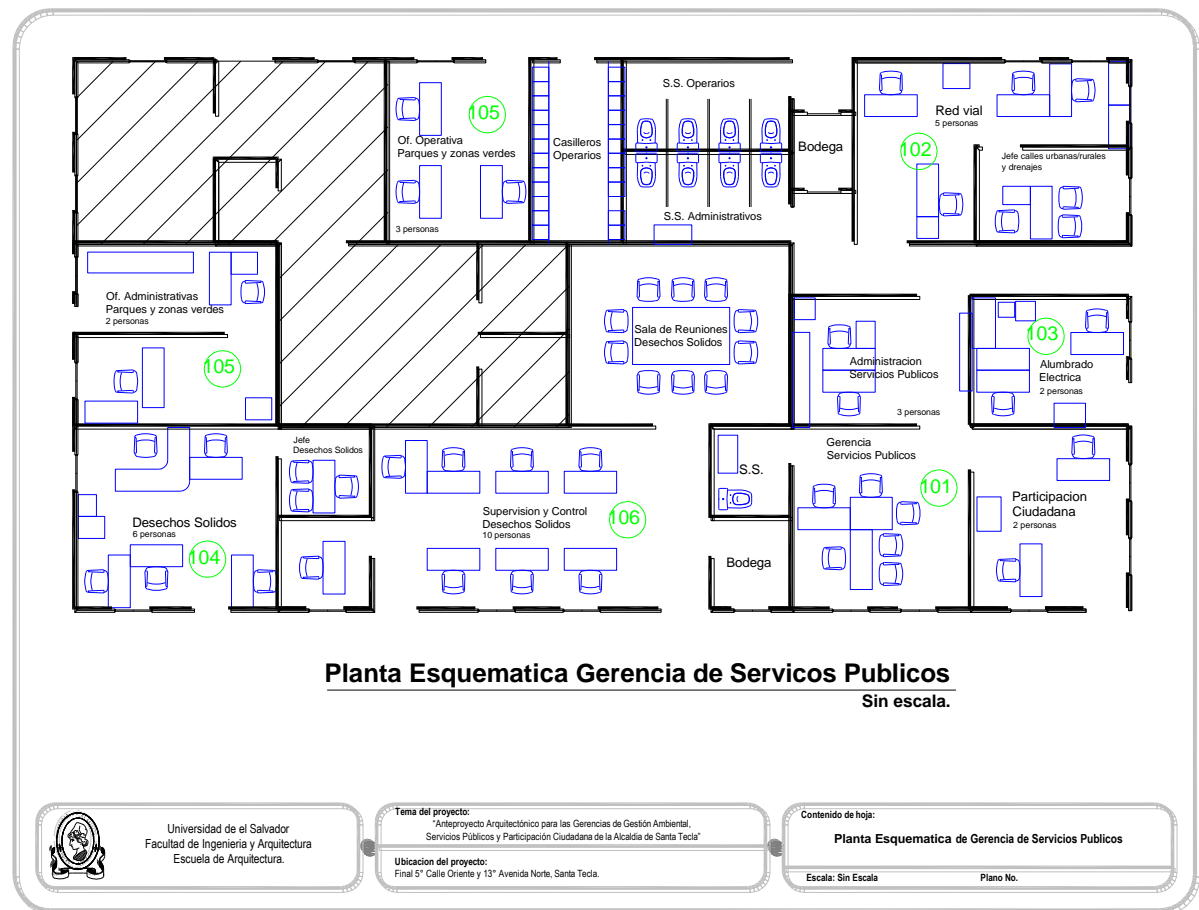 S.S. Operarios
Red vial
5 personas
105
Of. Operativa
Parques y zonas verdes
3 personas
Casilleros
Operarios
Bodega
102
Jefe calles urbanas/rurales
y drenajes
S.S. Administrativos
Of. Administrativas
Parques y zonas verdes
2 personas
105
Sala de Reuniones
Desechos Solidos
Administracion
Servicios Publicos
3 personas
103
Alumbrado
Electrica
2 personas
Jefe
Desechos Solidos
Gerencia
Servicios Publicos
S.S.
101
Participacion
Ciudadana
2 personas
Desechos Solidos
6 personas
104
Supervision y Control
Desechos Solidos
10 personas
106
Bodega
Planta Esquematica Gerencia de Servicos Publicos
Sin escala.
Universidad de el Salvador
Facultad de Ingenieria y Arquitectura
Escuela de Arquitectura.
Tema del proyecto:
"Anteproyecto Arquitectónico para las Gerencias de Gestión Ambiental,
Servicios Públicos y Participación Ciudadana de la Alcaldia de Santa Tecla"
Ubicacion del proyecto:
Final 5° Calle Oriente y 13° Avenida Norte, Santa Tecla.
Contenido de hoja:
Planta Esquematica de Gerencia de Servicios Publicos
Escala: Sin Escala Plano No.